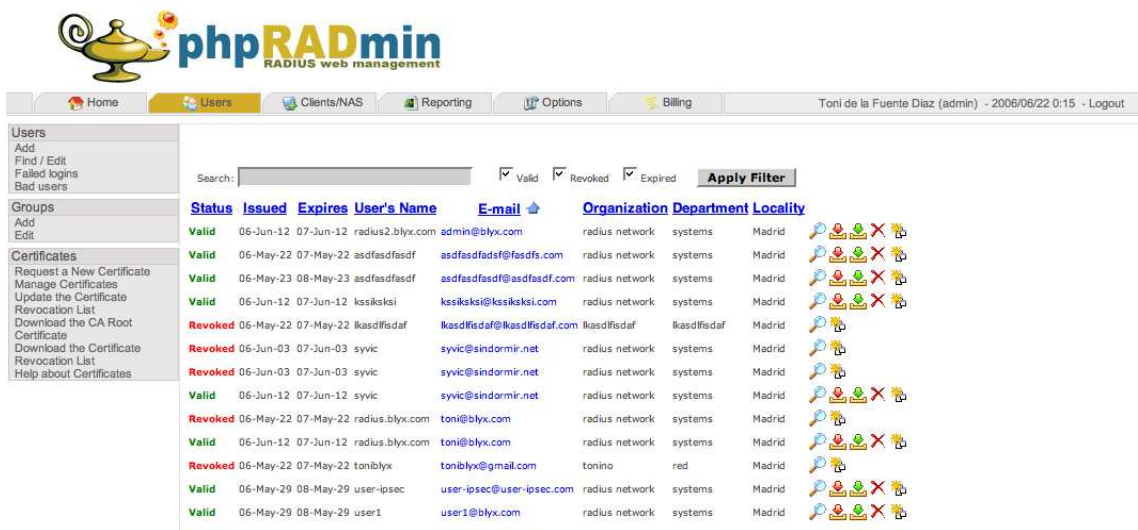 phpRADmin
RADIUS web management
Home Users Clients/NAS Reporting Options Billing Toni de la Fuente Diaz (admin) - 2006/06/22 0:15 - Logout
Users
Add
Find / Edit
Failed logins
Bad users
Groups
Add
Edit
Certificates
Request a New Certificate
Manage Certificates
Update the Certificate
Revocation List
Download the CA Root
Certificate
Download the Certificate
Revocation List
Help about Certificates
Search: Valid Revoked Expired Apply Filter
Status Issued Expires User's Name E-mail Organization Department Locality
Valid 06-Jun-12 07-Jun-12 radius2.blyx.com admin@blyx.com radius network systems Madrid
Valid 06-May-22 07-May-22 asdfasdfasdf asdfasdfadsf@fasdfs.com radius network systems Madrid
Valid 06-May-23 08-May-23 asdfasdfasdf asdfasdfasdf@asdfasdf.com radius network systems Madrid
Valid 06-Jun-12 07-Jun-12 kssiksksi kssiksksi@kssiksksi.com radius network systems Madrid
Revoked 06-May-22 07-May-22 lkasdlfisdaf lkasdlfisdaf@lkasdlfisdaf.com lkasdlfisdaf lkasdlfisdaf Madrid
Revoked 06-Jun-03 07-Jun-03 syvic syvic@sindormir.net radius network systems Madrid
Revoked 06-Jun-03 07-Jun-03 syvic syvic@sindormir.net radius network systems Madrid
Valid 06-Jun-12 07-Jun-12 syvic syvic@sindormir.net radius network systems Madrid
Revoked 06-May-22 07-May-22 radius.blyx.com toni@blyx.com radius network systems Madrid
Valid 06-Jun-12 07-Jun-12 radius.blyx.com toni@blyx.com radius network systems Madrid
Revoked 06-May-22 07-May-22 toniblyx toniblyx@gmail.com tonino red Madrid
Valid 06-May-29 08-May-29 user-ipsec user-ipsec@user-ipsec.com radius network systems Madrid
Valid 06-May-29 08-May-29 user1 user1@blyx.com radius network systems Madrid